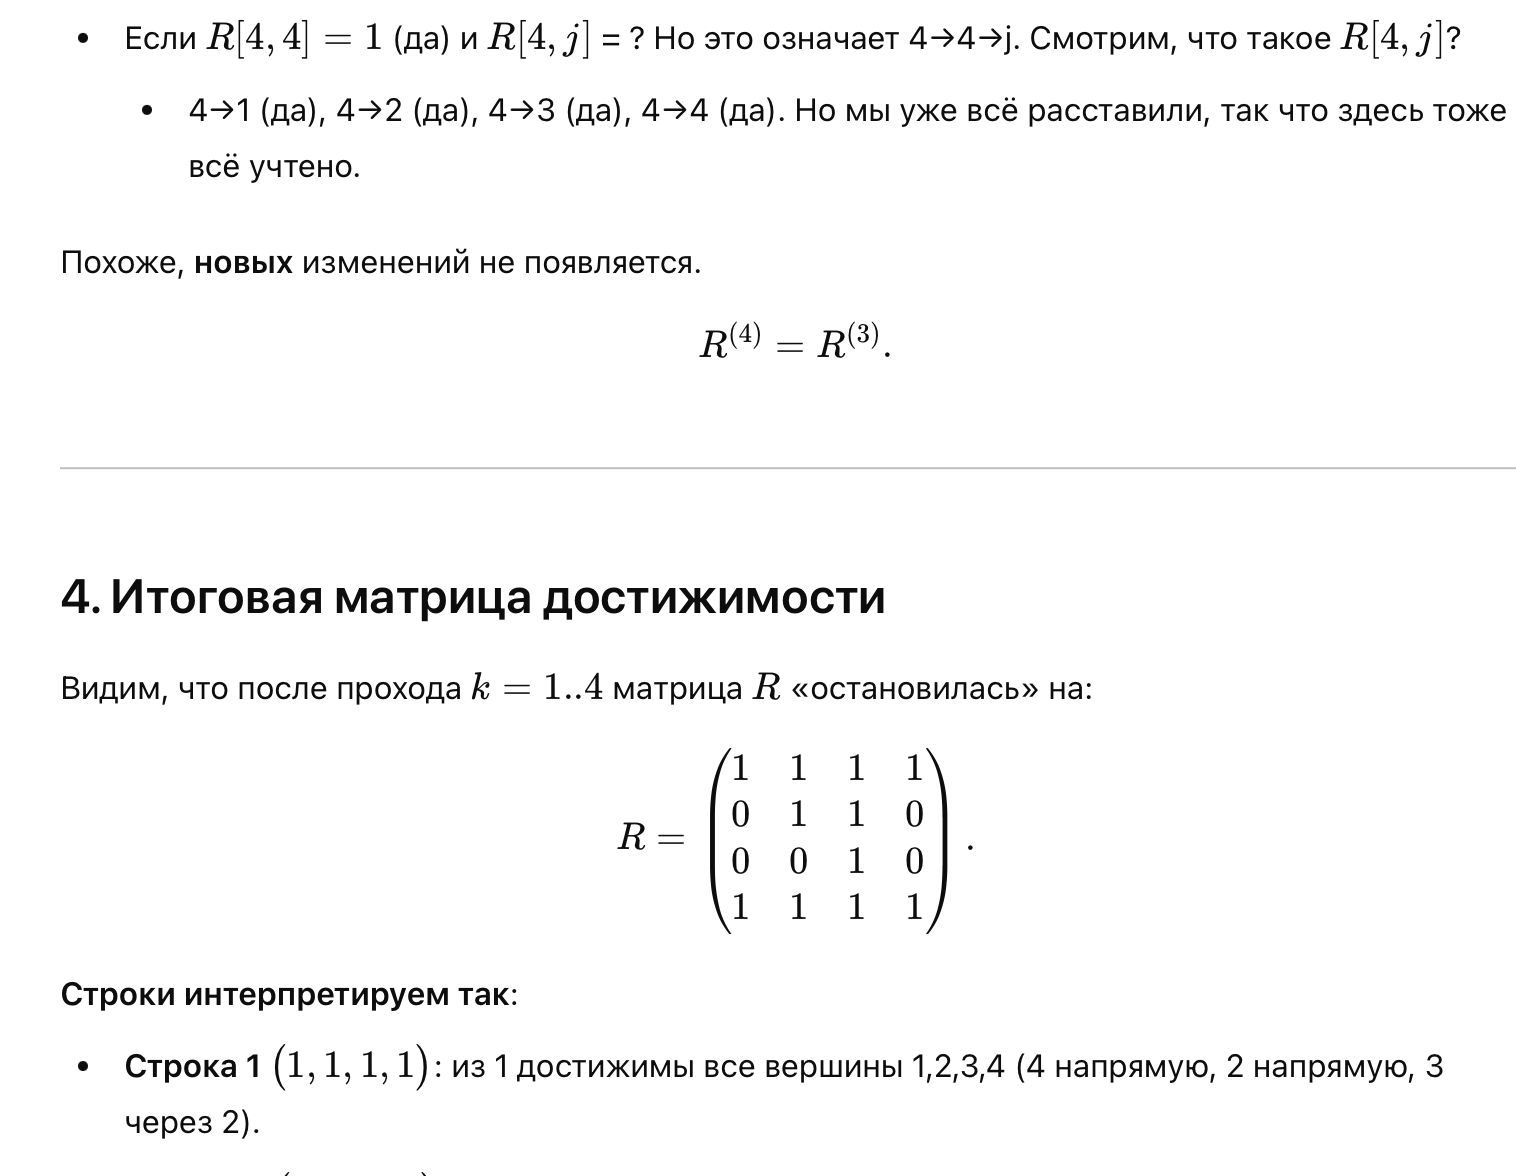 • Если R[4, 4] = 1 (да) и R[4, j] = ? Но это означает 4→4→j. Смотрим, что такое R[4, j]?
• 4→1 (да), 4→2 (да), 4→3 (да), 4→4 (да). Но мы уже всё расставили, так что здесь тоже
всё учтено.
Похоже, новых изменений не появляется.
R⁽⁴⁾ = R⁽³⁾.
4. Итоговая матрица достижимости
Видим, что после прохода k = 1..4 матрица R «остановилась» на:
1 1 1 1
0 1 1 0
R =
0 0 1 0
1 1 1 1
.
Строки интерпретируем так:
• Строка 1 (1, 1, 1, 1): из 1 достижимы все вершины 1,2,3,4 (4 напрямую, 2 напрямую, 3
через 2).